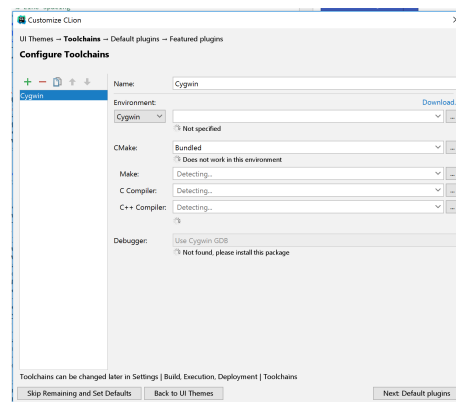 Customize CLion
UI Themes → Toolchains → Default plugins → Featured plugins
Configure Toolchains
Cygwin
Name: Cygwin
Environment: Download...
Cygwin
Not specified
CMake: Bundled
Does not work in this environment
Make: Detecting...
C Compiler: Detecting...
C++ Compiler: Detecting...
Debugger: Use Cygwin GDB
Not found, please install this package
Toolchains can be changed later in Settings | Build, Execution, Deployment | Toolchains
Skip Remaining and Set Defaults Back to UI Themes Next: Default plugins